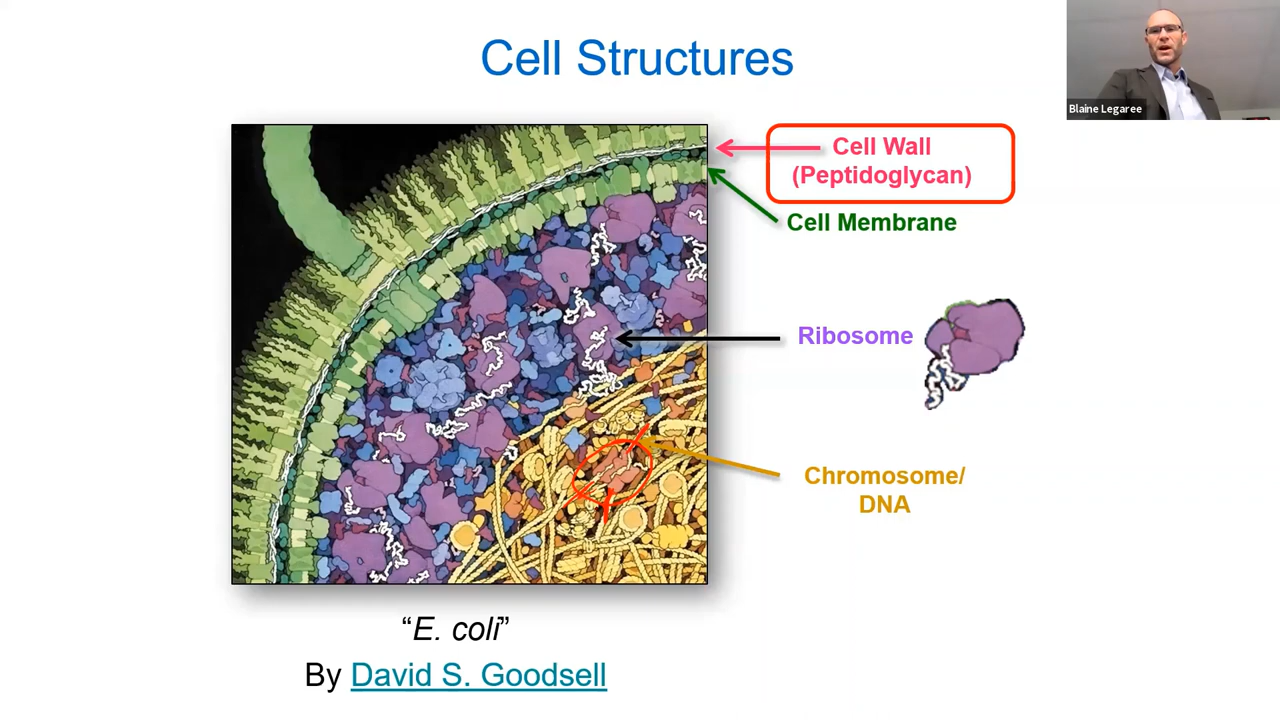 Cell Structures
Blaine Legaree
Cell Wall
(Peptidoglycan)
Cell Membrane
Ribosome
Chromosome/
DNA
“E. coli”
By David S. Goodsell